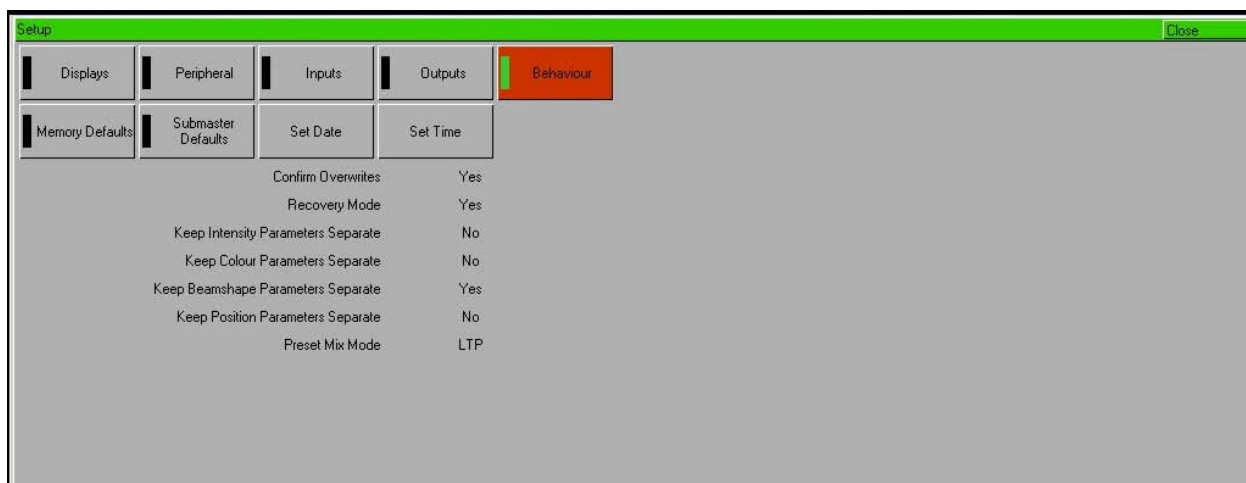 Setup Close
Displays Peripheral Inputs Outputs Behaviour
Memory Defaults Submaster Defaults Set Date Set Time
Confirm Overwrites Yes
Recovery Mode Yes
Keep Intensity Parameters Separate No
Keep Colour Parameters Separate No
Keep Beamshape Parameters Separate Yes
Keep Position Parameters Separate No
Preset Mix Mode LTP